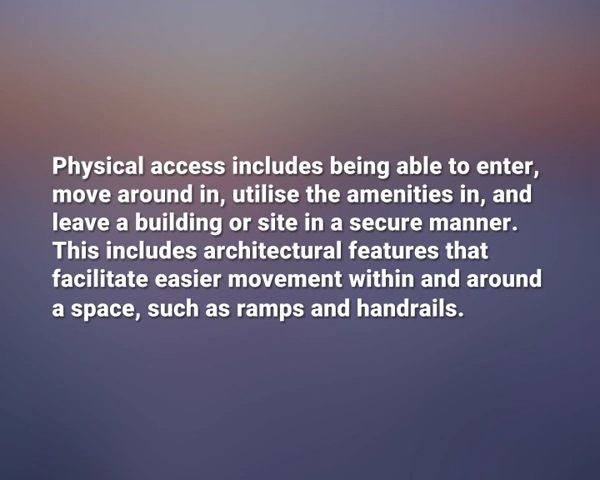 Physical access includes being able to enter,
move around in, utilise the amenities in, and
leave a building or site in a secure manner.
This includes architectural features that
facilitate easier movement within and around
a space, such as ramps and handrails.